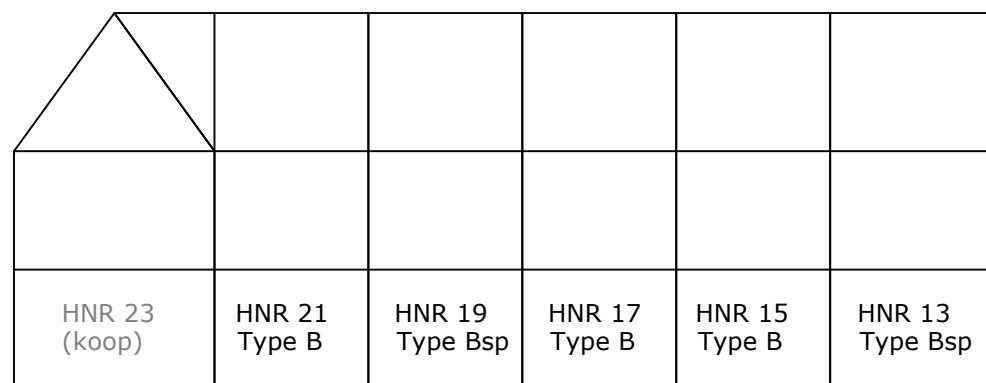 HNR 23
(koop)
HNR 21
Type B
HNR 19
Type Bsp
HNR 17
Type B
HNR 15
Type B
HNR 13
Type Bsp